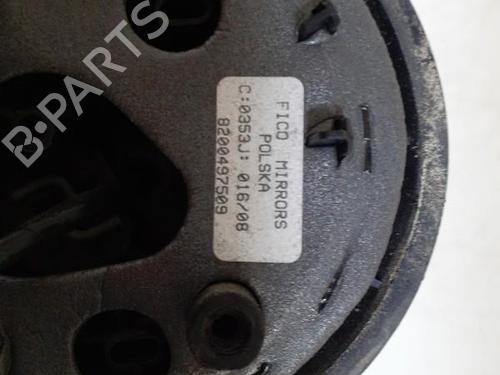 FICO MIRRORS
POLSKA
C:0353J: 016/08
8200497509
B-PARTS